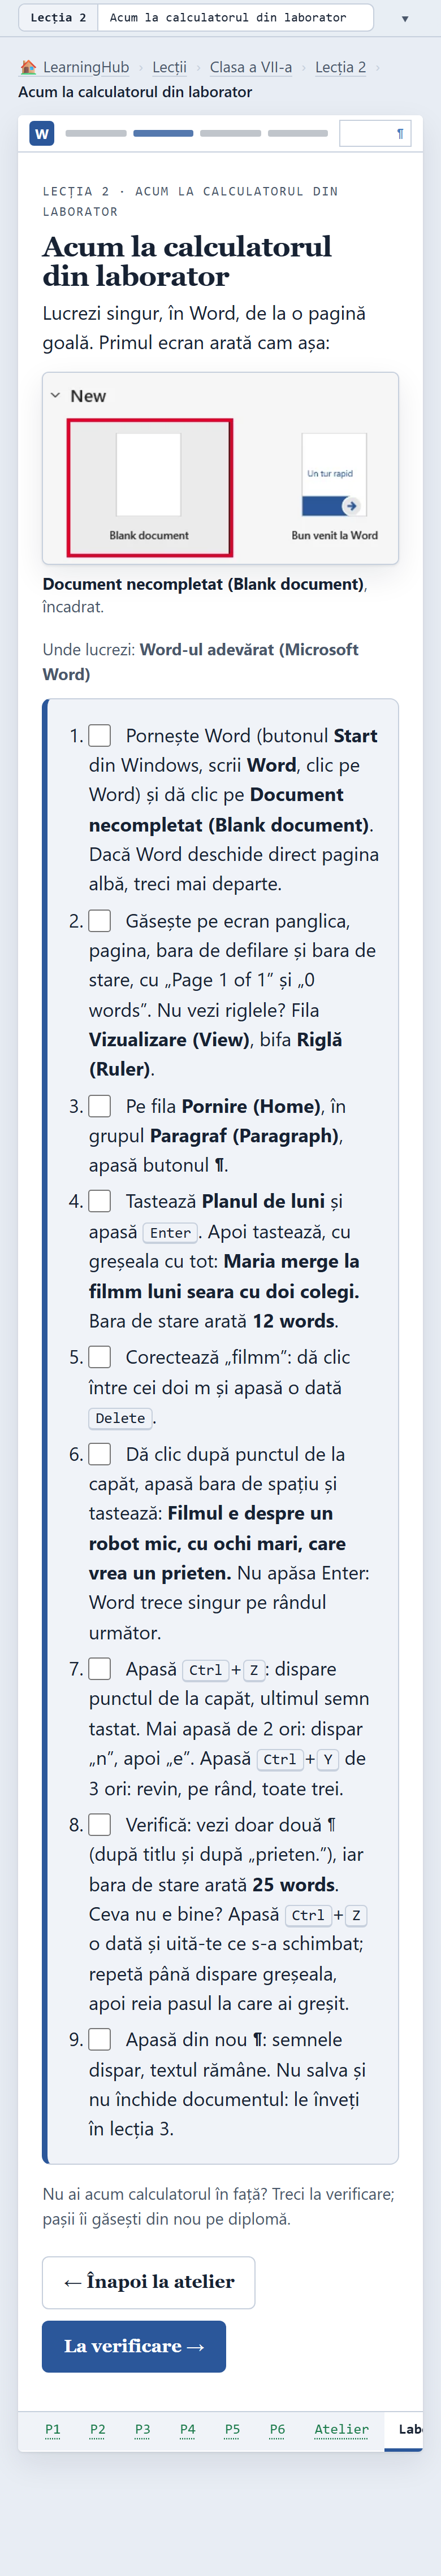 Lecția 2 Acum la calculatorul din laborator ▼
🏠 LearningHub › Lecții › Clasa a VII-a › Lecția 2 ›
Acum la calculatorul din laborator
W ¶
LECȚIA 2 · ACUM LA CALCULATORUL DIN
LABORATOR
Acum la calculatorul
din laborator
Lucrezi singur, în Word, de la o pagină
goală. Primul ecran arată cam așa:
New
Un tur rapid
Blank document Bun venit la Word
Document necompletat (Blank document),
încadrat.
Unde lucrezi: Word-ul adevărat (Microsoft
Word)
1. Pornește Word (butonul Start
din Windows, scrii Word, clic pe
Word) și dă clic pe Document
necompletat (Blank document).
Dacă Word deschide direct pagina
albă, treci mai departe.
2. Găsește pe ecran panglica,
pagina, bara de defilare și bara de
stare, cu „Page 1 of 1” și „0
words”. Nu vezi riglele? Fila
Vizualizare (View), bifa Riglă
(Ruler).
3. Pe fila Pornire (Home), în
grupul Paragraf (Paragraph),
apasă butonul ¶.
4. Tastează Planul de luni și
apasă Enter. Apoi tastează, cu
greșeala cu tot: Maria merge la
filmm luni seara cu doi colegi.
Bara de stare arată 12 words.
5. Corectează „filmm”: dă clic
între cei doi m și apasă o dată
Delete.
6. Dă clic după punctul de la
capăt, apasă bara de spațiu și
tastează: Filmul e despre un
robot mic, cu ochi mari, care
vrea un prieten. Nu apăsa Enter:
Word trece singur pe rândul
următor.
7. Apasă Ctrl+Z: dispare
punctul de la capăt, ultimul semn
tastat. Mai apasă de 2 ori: dispar
„n”, apoi „e”. Apasă Ctrl+Y de
3 ori: revin, pe rând, toate trei.
8. Verifică: vezi doar două ¶
(după titlu și după „prieten.”), iar
bara de stare arată 25 words.
Ceva nu e bine? Apasă Ctrl+Z
o dată și uită-te ce s-a schimbat;
repetă până dispare greșeala,
apoi reia pasul la care ai greșit.
9. Apasă din nou ¶: semnele
dispar, textul rămâne. Nu salva și
nu închide documentul: le înveți
în lecția 3.
Nu ai acum calculatorul în față? Treci la verificare;
pașii îi găsești din nou pe diplomă.
← Înapoi la atelier
La verificare →
P1 P2 P3 P4 P5 P6 Atelier